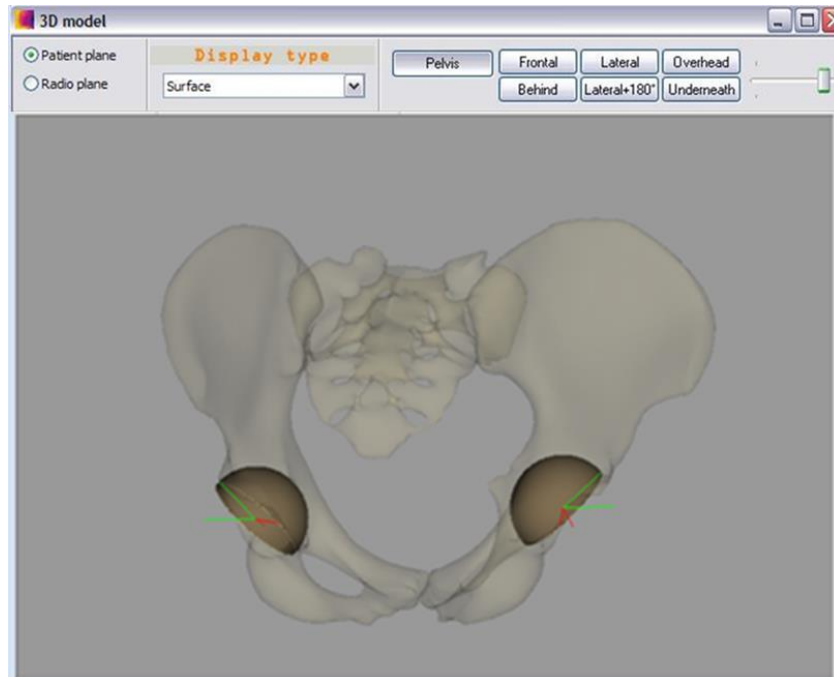 3D model
Patient plane
Radio plane
Display type
Surface
Pelvis
Frontal
Lateral
Overhead
Behind
Lateral+180°
Underneath